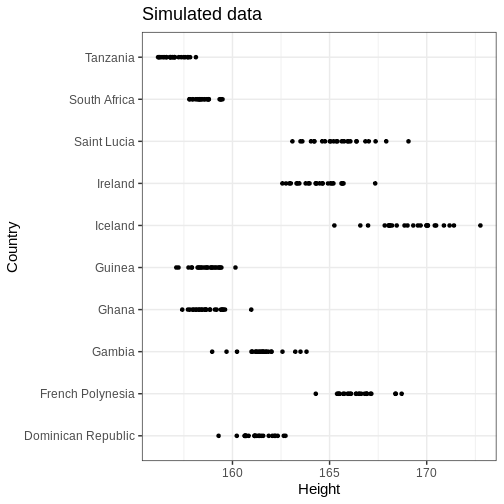 Simulated data
Tanzania
South Africa
Saint Lucia
Ireland
Iceland
Guinea
Ghana
Gambia
French Polynesia
Dominican Republic
Country
160 165 170
Height